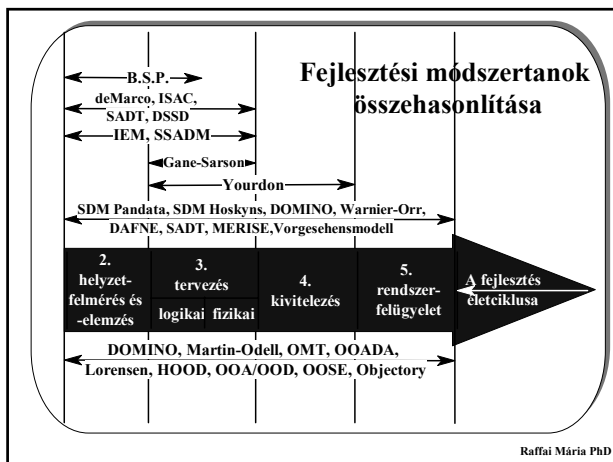 Fejlesztési módszertanok
összehasonlítása
B.S.P.
deMarco, ISAC,
SADT, DSSD
IEM, SSADM
Gane-Sarson
Yourdon
SDM Pandata, SDM Hoskyns, DOMINO, Warnier-Orr,
DAFNE, SADT, MERISE,Vorgesehensmodell
2.
helyzet-
felmérés és
-elemzés
3.
tervezés
logikai
fizikai
4.
kivitelezés
5.
rendszer-
felügyelet
A fejlesztés
életciklusa
DOMINO, Martin-Odell, OMT, OOADA,
Lorensen, HOOD, OOA/OOD, OOSE, Objectory
Raffai Mária PhD